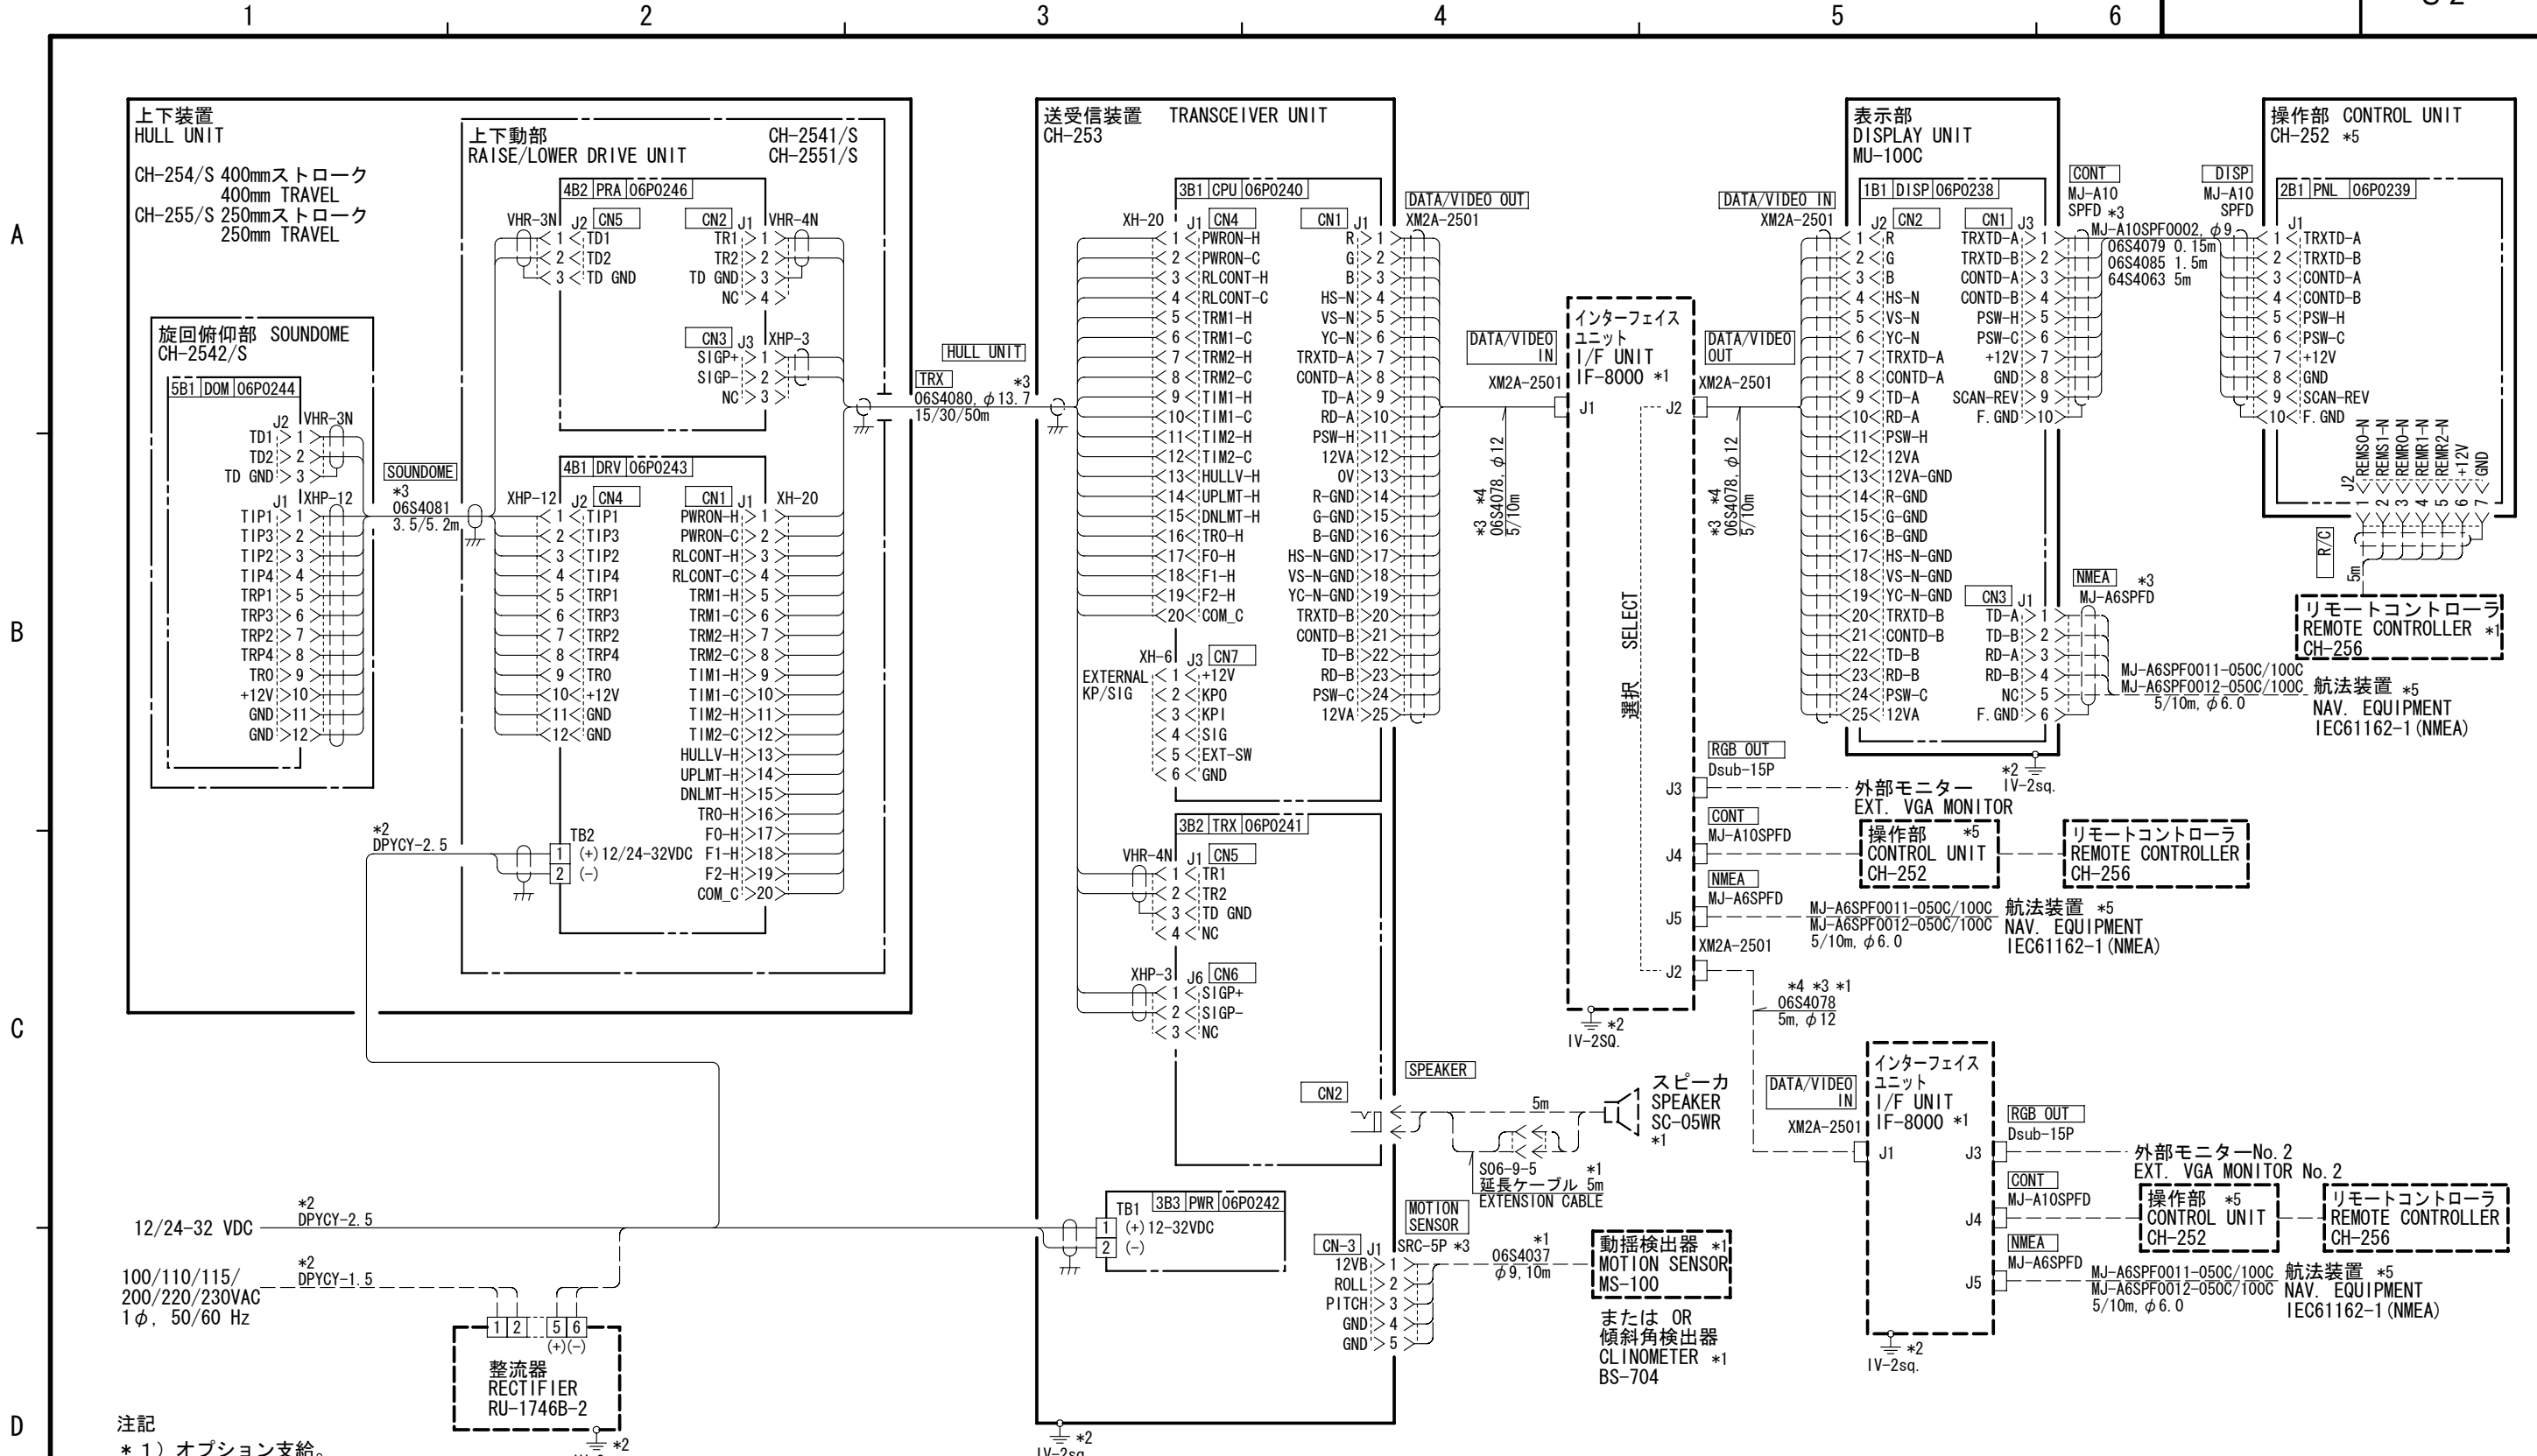 1
2
3
4
5
6
A
B
C
D
上下装置
HULL UNIT
CH-254/S 400mmストローク
400mm TRAVEL
CH-255/S 250mmストローク
250mm TRAVEL
旋回俯仰部 SOUNDOME
CH-2542/S
5B1 DOM 06P0244
J2 VHR-3N
TD1 1
TD2 2
TD GND 3
J1 XHP-12
TIP1 1
TIP3 2
TIP2 3
TIP4 4
TRP1 5
TRP3 6
TRP2 7
TRP4 8
TRO 9
+12V 10
GND 11
GND 12
SOUNDOME
*3
06S4081
3.5/5.2m
上下動部 CH-2541/S
RAISE/LOWER DRIVE UNIT CH-2551/S
4B2 PRA 06P0246
VHR-3N J2 CN5
1 TD1
2 TD2
3 TD GND
CN2 J1 VHR-4N
TR1 1
TR2 2
TD GND 3
NC 4
CN3 J3 XHP-3
SIGP+ 1
SIGP- 2
NC 3
4B1 DRV 06P0243
XHP-12 J2 CN4
1 TIP1
2 TIP3
3 TIP2
4 TIP4
5 TRP1
6 TRP3
7 TRP2
8 TRP4
9 TRO
10 +12V
11 GND
12 GND
CN1 J1 XH-20
PWRON-H 1
PWRON-C 2
RLCONT-H 3
RLCONT-C 4
TRM1-H 5
TRM1-C 6
TRM2-H 7
TRM2-C 8
TIM1-H 9
TIM1-C 10
TIM2-H 11
TIM2-C 12
HULLV-H 13
UPLMT-H 14
DNLMT-H 15
TRO-H 16
F0-H 17
F1-H 18
F2-H 19
COM_C 20
*2
DPYCY-2.5
TB2
1 (+) 12/24-32VDC
2 (-)
HULL UNIT
TRX *3
06S4080, φ13.7
15/30/50m
送受信装置 TRANSCEIVER UNIT
CH-253
3B1 CPU 06P0240
XH-20 J1 CN4
1 PWRON-H
2 PWRON-C
3 RLCONT-H
4 RLCONT-C
5 TRM1-H
6 TRM1-C
7 TRM2-H
8 TRM2-C
9 TIM1-H
10 TIM1-C
11 TIM2-H
12 TIM2-C
13 HULLV-H
14 UPLMT-H
15 DNLMT-H
16 TRO-H
17 F0-H
18 F1-H
19 F2-H
20 COM_C
CN1 J1 XM2A-2501
DATA/VIDEO OUT
R 1
G 2
B 3
HS-N 4
VS-N 5
YC-N 6
TRXTD-A 7
CONTD-A 8
TD-A 9
RD-A 10
PSW-H 11
12VA 12
0V 13
R-GND 14
G-GND 15
B-GND 16
HS-N-GND 17
VS-N-GND 18
YC-N-GND 19
TRXTD-B 20
CONTD-B 21
TD-B 22
RD-B 23
PSW-C 24
12VA 25
XH-6 J3 CN7
EXTERNAL
KP/SIG
1 +12V
2 KPO
3 KPI
4 SIG
5 EXT-SW
6 GND
3B2 TRX 06P0241
VHR-4N J1 CN5
1 TR1
2 TR2
3 TD GND
4 NC
XHP-3 J6 CN6
1 SIGP+
2 SIGP-
3 NC
CN2
SPEAKER
5m
スピーカ
SPEAKER
SC-05WR
*1
S06-9-5 *1
延長ケーブル 5m
EXTENSION CABLE
TB1 3B3 PWR 06P0242
1 (+) 12-32VDC
2 (-)
MOTION
SENSOR
CN-3 J1 SRC-5P *3
12VB 1
ROLL 2
PITCH 3
GND 4
GND 5
*1
06S4037
φ9, 10m
動揺検出器 *1
MOTION SENSOR
MS-100
または OR
傾斜角検出器
CLINOMETER *1
BS-704
*2
IV-2sq.
*3 *4
06S4078, φ12
5/10m
DATA/VIDEO
IN
XM2A-2501
インターフェイス
ユニット
I/F UNIT
IF-8000 *1
J1
J2
選択 SELECT
J3
J4
J5
J2
*2
IV-2SQ.
DATA/VIDEO
OUT
XM2A-2501
*3 *4
06S4078, φ12
5/10m
RGB OUT
Dsub-15P
外部モニター
EXT. VGA MONITOR
CONT
MJ-A10SPFD
操作部 *5
CONTROL UNIT
CH-252
リモートコントローラ
REMOTE CONTROLLER
CH-256
NMEA
MJ-A6SPFD
MJ-A6SPF0011-050C/100C
MJ-A6SPF0012-050C/100C
5/10m, φ6.0
航法装置 *5
NAV. EQUIPMENT
IEC61162-1(NMEA)
XM2A-2501
*4 *3 *1
06S4078
5m, φ12
表示部
DISPLAY UNIT
MU-100C
DATA/VIDEO IN
XM2A-2501
1B1 DISP 06P0238
J2 CN2
1 R
2 G
3 B
4 HS-N
5 VS-N
6 YC-N
7 TRXTD-A
8 CONTD-A
9 TD-A
10 RD-A
11 PSW-H
12 12VA
13 12VA-GND
14 R-GND
15 G-GND
16 B-GND
17 HS-N-GND
18 VS-N-GND
19 YC-N-GND
20 TRXTD-B
21 CONTD-B
22 TD-B
23 RD-B
24 PSW-C
25 12VA
CN1 J3
TRXTD-A 1
TRXTD-B 2
CONTD-A 3
CONTD-B 4
PSW-H 5
PSW-C 6
+12V 7
GND 8
SCAN-REV 9
F.GND 10
CONT
MJ-A10
SPFD *3
MJ-A10SPF0002, φ9
06S4079 0.15m
06S4085 1.5m
64S4063 5m
DISP
MJ-A10
SPFD
CN3 J1
TD-A 1
TD-B 2
RD-A 3
RD-B 4
NC 5
F.GND 6
NMEA *3
MJ-A6SPFD
MJ-A6SPF0011-050C/100C
MJ-A6SPF0012-050C/100C
5/10m, φ6.0
航法装置 *5
NAV. EQUIPMENT
IEC61162-1(NMEA)
*2
IV-2sq.
操作部 CONTROL UNIT
CH-252 *5
2B1 PNL 06P0239
J1
1 TRXTD-A
2 TRXTD-B
3 CONTD-A
4 CONTD-B
5 PSW-H
6 PSW-C
7 +12V
8 GND
9 SCAN-REV
10 F.GND
J2
REMS0-N 1
REMS1-N 2
REMR0-N 3
REMR1-N 4
REMR2-N 5
+12V 6
GND 7
R/C
5m
リモートコントローラ
REMOTE CONTROLLER *1
CH-256
DATA/VIDEO
IN
XM2A-2501
インターフェイス
ユニット
I/F UNIT
IF-8000 *1
J1
J3
J4
J5
*2
IV-2sq.
RGB OUT
Dsub-15P
外部モニターNo.2
EXT. VGA MONITOR No.2
CONT
MJ-A10SPFD
操作部 *5
CONTROL UNIT
CH-252
リモートコントローラ
REMOTE CONTROLLER
CH-256
NMEA
MJ-A6SPFD
MJ-A6SPF0011-050C/100C
MJ-A6SPF0012-050C/100C
5/10m, φ6.0
航法装置 *5
NAV. EQUIPMENT
IEC61162-1(NMEA)
12/24-32 VDC
*2
DPYCY-2.5
100/110/115/
200/220/230VAC
1φ, 50/60 Hz
*2
DPYCY-1.5
1 2 5 6
(+)(-)
整流器
RECTIFIER
RU-1746B-2
*2
注記
*1) オプション支給。